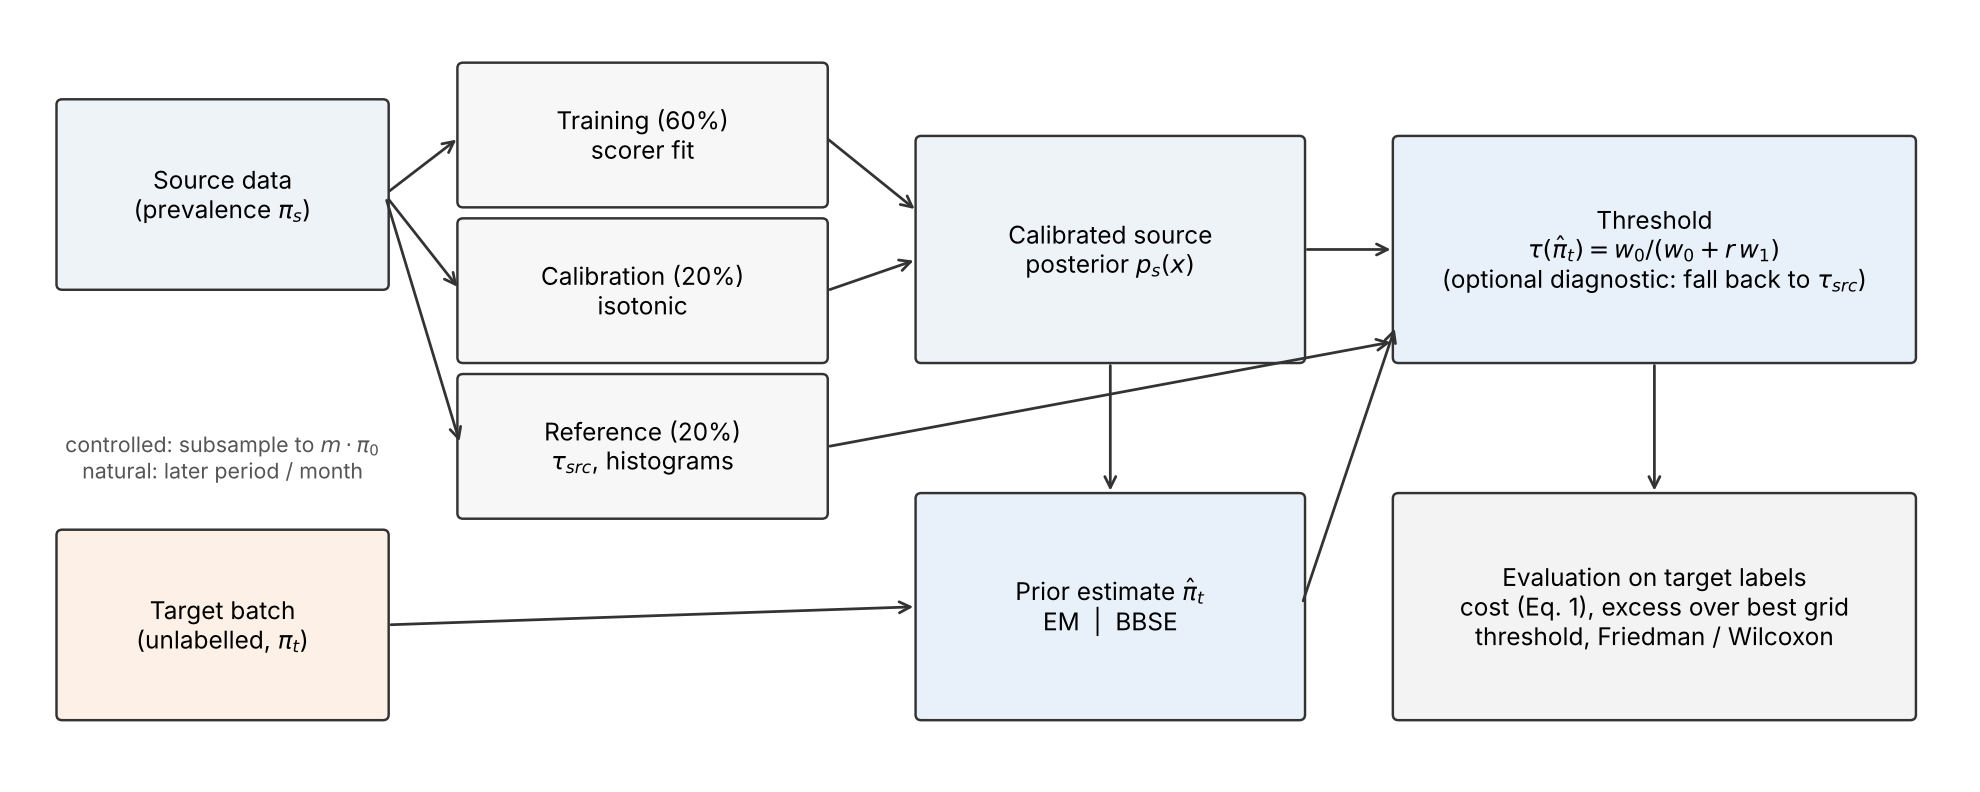 Source data
(prevalence πₛ)
Training (60%)
scorer fit
Calibration (20%)
isotonic
Reference (20%)
τ_src, histograms
Calibrated source
posterior pₛ(x)
Threshold
τ(π̂ₜ) = w₀/(w₀ + r w₁)
(optional diagnostic: fall back to τ_src)
controlled: subsample to m · π₀
natural: later period / month
Target batch
(unlabelled, πₜ)
Prior estimate π̂ₜ
EM | BBSE
Evaluation on target labels
cost (Eq. 1), excess over best grid
threshold, Friedman / Wilcoxon